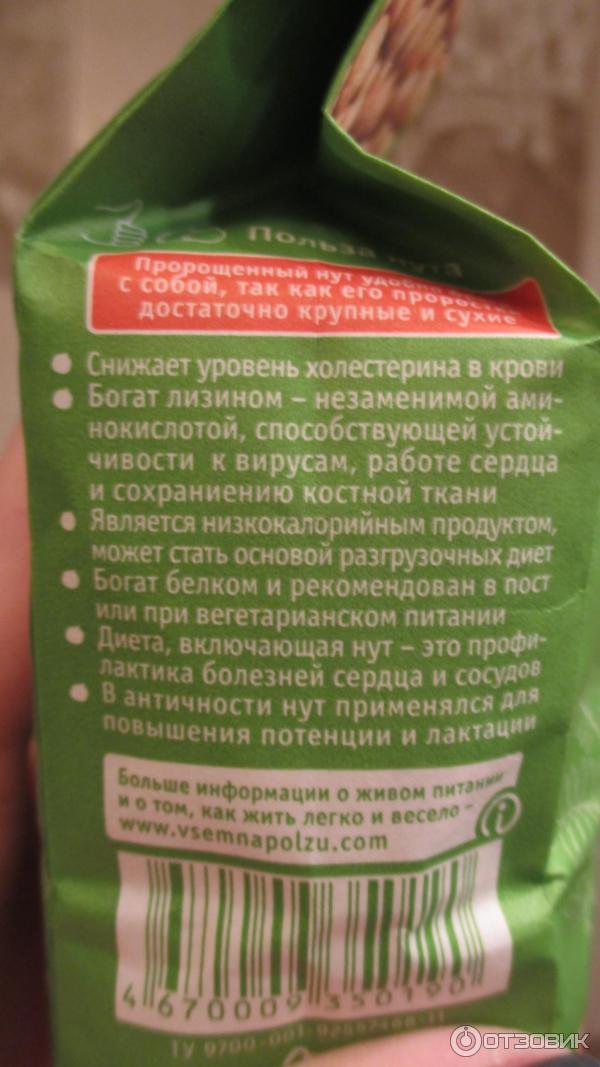 Польза нута
Пророщенный нут удобно
с собой, так как его
достаточно крупные и сухие
Снижает уровень холестерина в крови
Богат лизином – незаменимой ами-
нокислотой, способствующей устой-
чивости к вирусам, работе сердца
и сохраниению костной ткани
Является низкокалорийным продуктом,
может стать основой разгрузочных диет
Богат белком и рекомендован в пост
или при вегетарианском питании
Диета, включающая нут – это профи-
лактика болезней сердца и сосудов
В античности нут применялся для
повышения потенции и лактации
Больше информации о живом питании
и о том, как жить легко и весело –
www.vsemnapolzu.com
i
4 670009 350190
ТУ 9700-001-
ОТЗОВИК